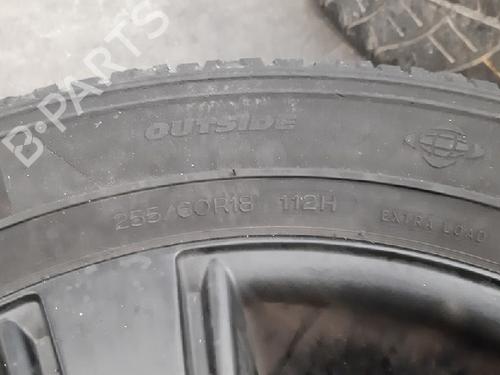 B-PARTS
OUTSIDE
255/60R18 112H EXTRA LOAD